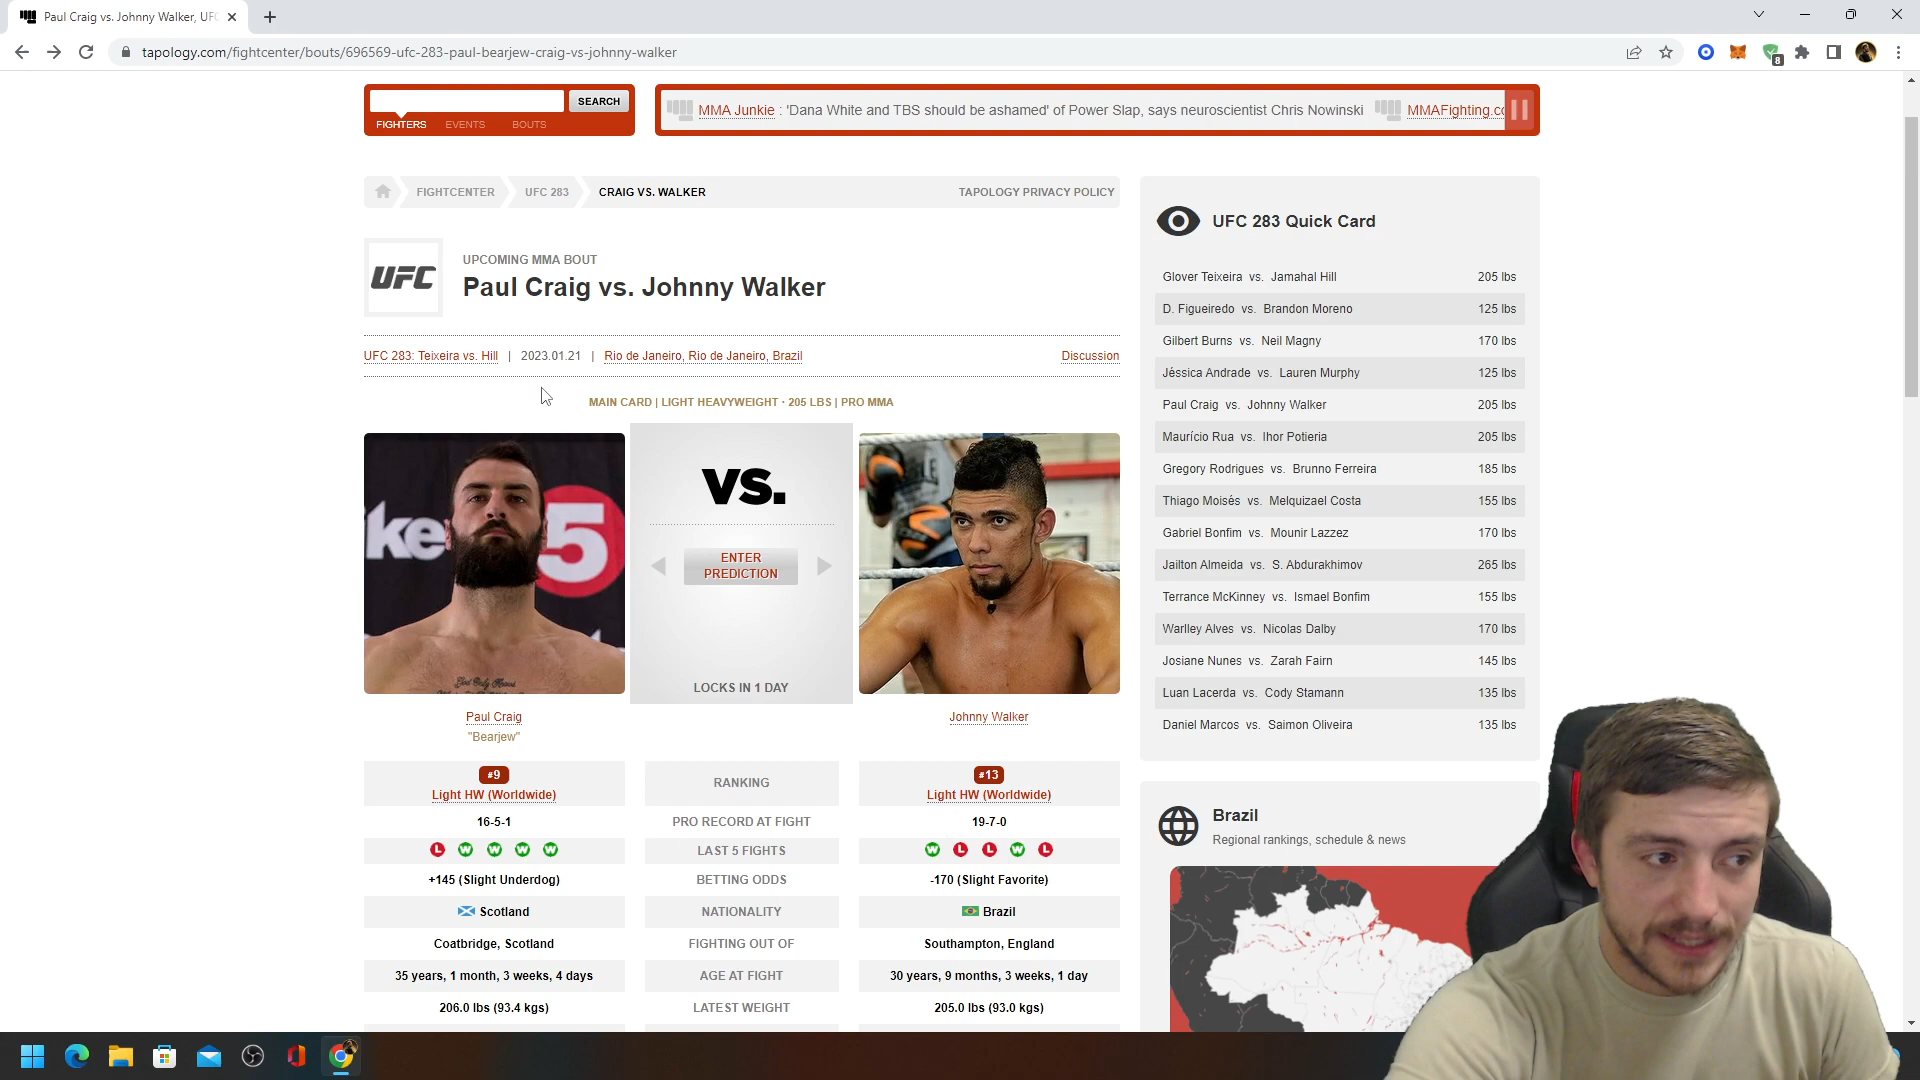 Paul Craig vs. Johnny Walker, UFC
tapology.com/fightcenter/bouts/696569-ufc-283-paul-bearjew-craig-vs-johnny-walker
8
SEARCH
FIGHTERS EVENTS BOUTS
MMA Junkie : 'Dana White and TBS should be ashamed' of Power Slap, says neuroscientist Chris Nowinski MMAFighting.co
FIGHTCENTER UFC 283 CRAIG VS. WALKER TAPOLOGY PRIVACY POLICY
UFC
UPCOMING MMA BOUT
Paul Craig vs. Johnny Walker
UFC 283: Teixeira vs. Hill | 2023.01.21 | Rio de Janeiro, Rio de Janeiro, Brazil Discussion
MAIN CARD | LIGHT HEAVYWEIGHT · 205 LBS | PRO MMA
ike 5
VS.
ENTER
PREDICTION
LOCKS IN 1 DAY
Paul Craig
"Bearjew"
Johnny Walker
#9 RANKING #13
Light HW (Worldwide) Light HW (Worldwide)
16-5-1 PRO RECORD AT FIGHT 19-7-0
L W W W W LAST 5 FIGHTS W L L W L
+145 (Slight Underdog) BETTING ODDS -170 (Slight Favorite)
Scotland NATIONALITY Brazil
Coatbridge, Scotland FIGHTING OUT OF Southampton, England
35 years, 1 month, 3 weeks, 4 days AGE AT FIGHT 30 years, 9 months, 3 weeks, 1 day
206.0 lbs (93.4 kgs) LATEST WEIGHT 205.0 lbs (93.0 kgs)
UFC 283 Quick Card
Glover Teixeira vs. Jamahal Hill 205 lbs
D. Figueiredo vs. Brandon Moreno 125 lbs
Gilbert Burns vs. Neil Magny 170 lbs
Jéssica Andrade vs. Lauren Murphy 125 lbs
Paul Craig vs. Johnny Walker 205 lbs
Maurício Rua vs. Ihor Potieria 205 lbs
Gregory Rodrigues vs. Brunno Ferreira 185 lbs
Thiago Moisés vs. Melquizael Costa 155 lbs
Gabriel Bonfim vs. Mounir Lazzez 170 lbs
Jailton Almeida vs. S. Abdurakhimov 265 lbs
Terrance McKinney vs. Ismael Bonfim 155 lbs
Warlley Alves vs. Nicolas Dalby 170 lbs
Josiane Nunes vs. Zarah Fairn 145 lbs
Luan Lacerda vs. Cody Stamann 135 lbs
Daniel Marcos vs. Saimon Oliveira 135 lbs
Brazil
Regional rankings, schedule & news